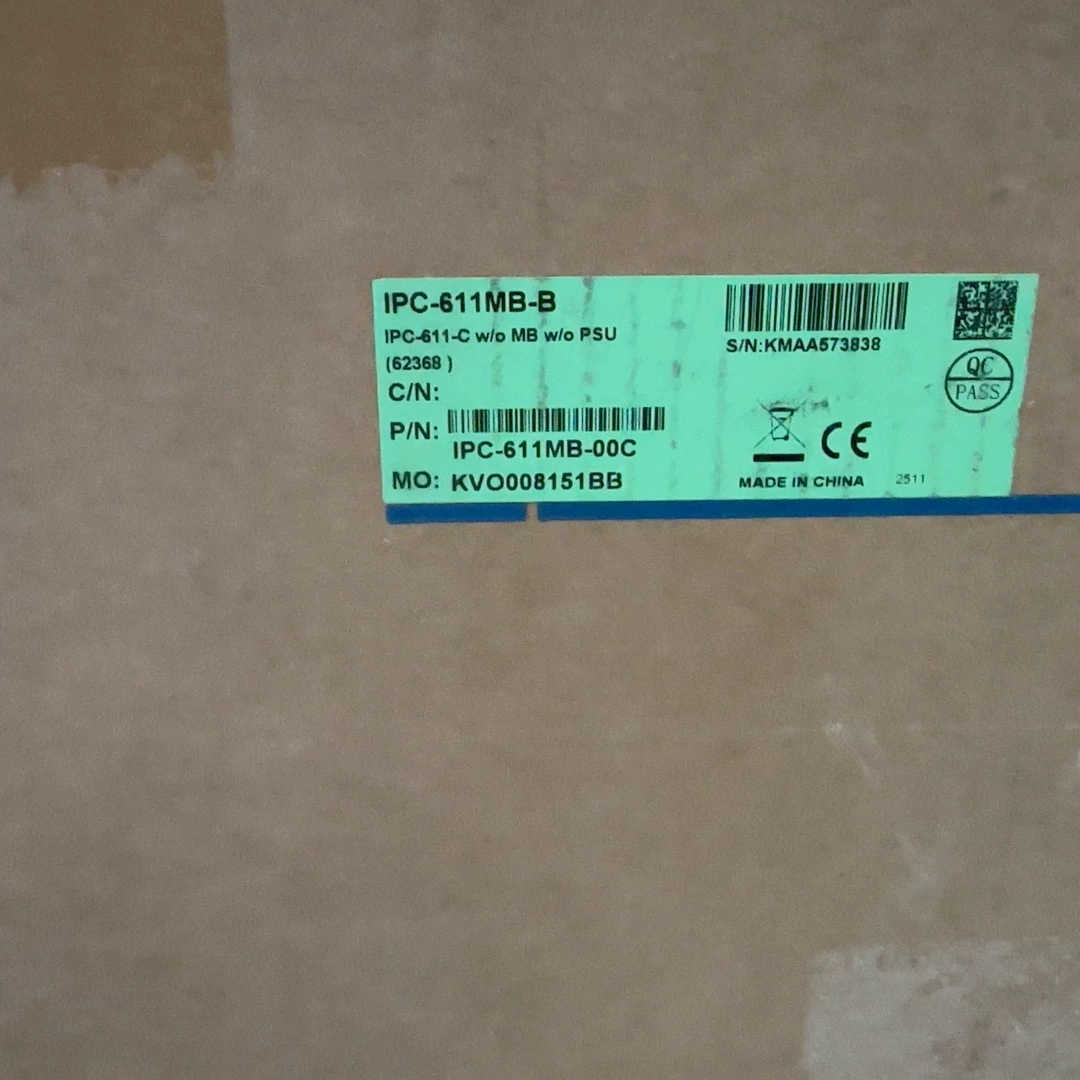 IPC-611MB-B
IPC-611-C w/o MB w/o PSU
(62368 )
C/N:
P/N:
IPC-611MB-00C
MO: KVO008151BB
S/N:KMAA573838
QC
PASS
CE
MADE IN CHINA
2511